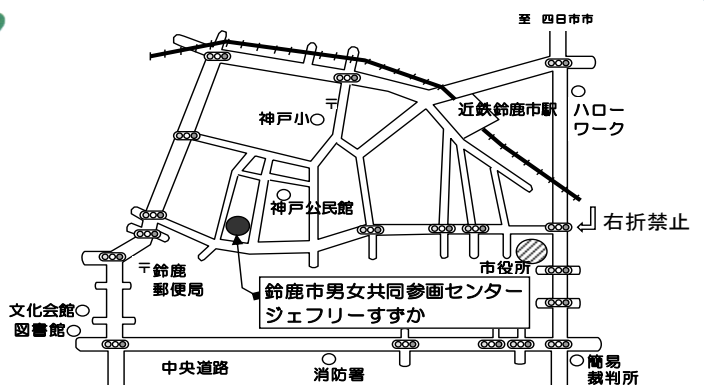 至 四日市市
近鉄鈴鹿市駅
ハロー
ワーク
〒
神戸小
神戸公民館
右折禁止
市役所
〒鈴鹿
郵便局
鈴鹿市男女共同参画センター
ジェフリーすずか
文化会館
図書館
中央道路
消防署
簡易
裁判所